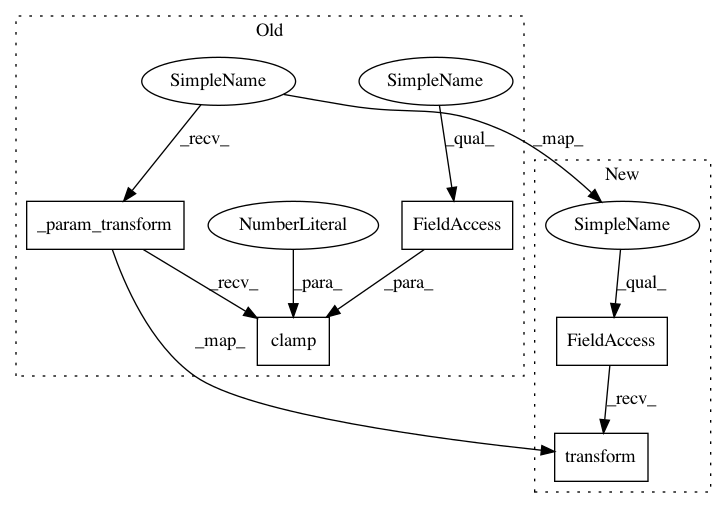 Old
SimpleName
SimpleName
_recv_
_qual_
_map_
New
_param_transform
NumberLiteral
FieldAccess
SimpleName
_recv_
_para_
_para_
_qual_
_map_
clamp
FieldAccess
_recv_
transform